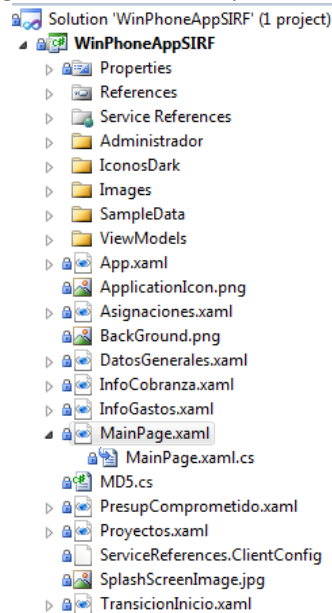 Solution 'WinPhoneAppSIRF' (1 project)
WinPhoneAppSIRF
Properties
References
Service References
Administrador
IconosDark
Images
SampleData
ViewModels
App.xaml
ApplicationIcon.png
Asignaciones.xaml
BackGround.png
DatosGenerales.xaml
InfoCobranza.xaml
InfoGastos.xaml
MainPage.xaml
MainPage.xaml.cs
MD5.cs
PresupComprometido.xaml
Proyectos.xaml
ServiceReferences.ClientConfig
SplashScreenImage.jpg
TransicionInicio.xaml